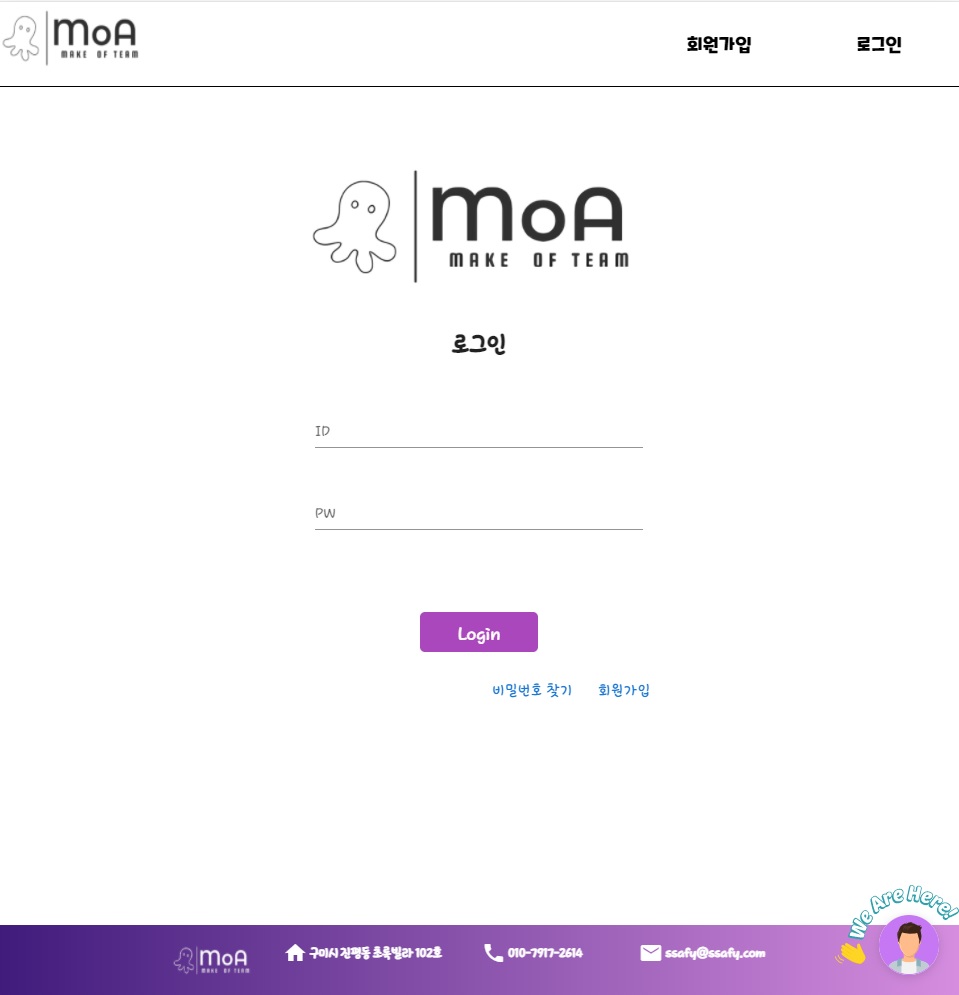 MoA
MAKE OF TEAM
회원가입
로그인
MoA
MAKE OF TEAM
로그인
ID
PW
Login
비밀번호 찾기
회원가입
We Are Here!
MoA
MAKE OF TEAM
구미시 진평동 초록빌라 102호
010-7917-2614
ssafy@ssafy.com